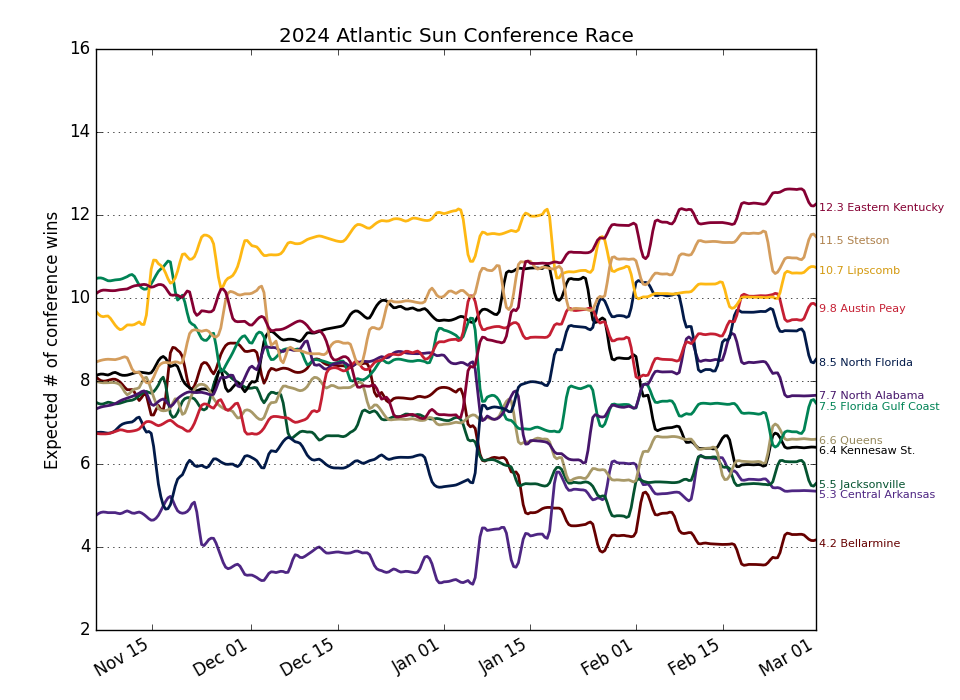 2024 Atlantic Sun Conference Race
Expected # of conference wins
16
14
12
10
8
6
4
2
Nov 15
Dec 01
Dec 15
Jan 01
Jan 15
Feb 01
Feb 15
Mar 01
12.3 Eastern Kentucky
11.5 Stetson
10.7 Lipscomb
9.8 Austin Peay
8.5 North Florida
7.7 North Alabama
7.5 Florida Gulf Coast
6.6 Queens
6.4 Kennesaw St.
5.5 Jacksonville
5.3 Central Arkansas
4.2 Bellarmine